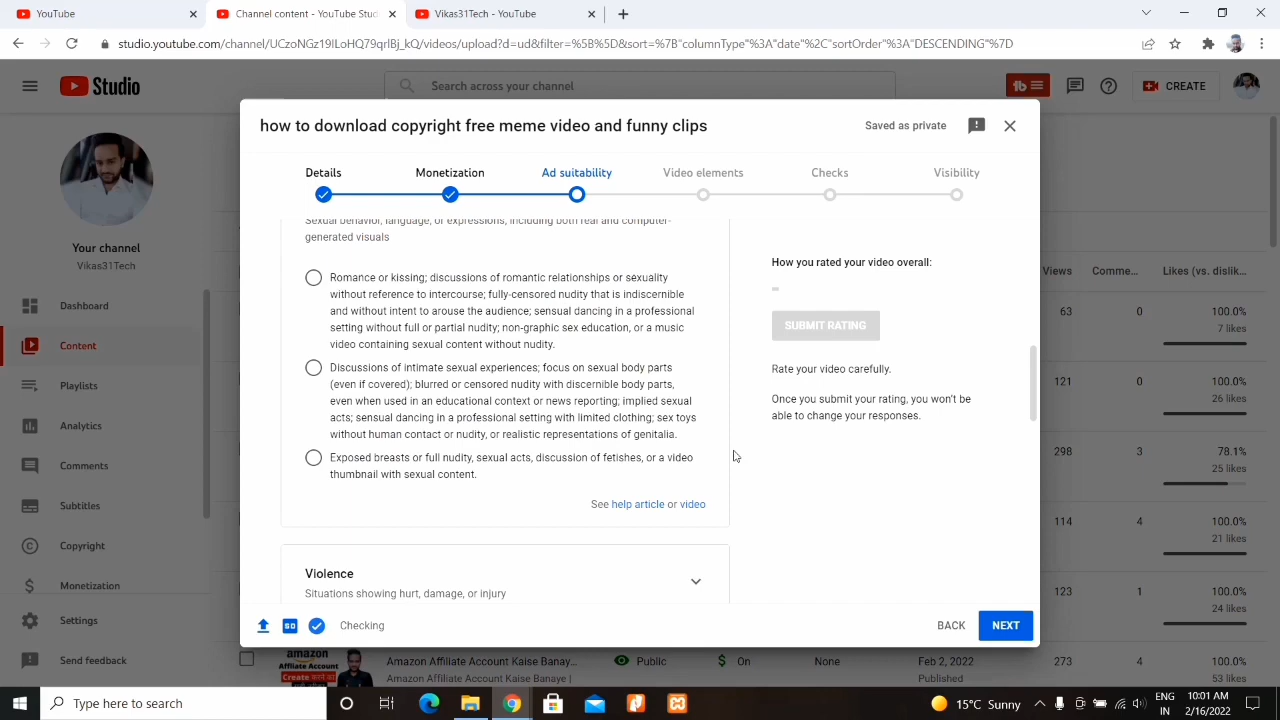 YouTube
Channel content - YouTube Stud
Vikas31Tech - YouTube
studio.youtube.com/channel/UCzoNGz19ILoHQ79qrlBj_kQ/videos/upload?d=ud&filter=%5B%5D&sort=%7B"columnType"%3A"date"%2C"sortOrder"%3A"DESCENDING"%7D
Studio
Search across your channel
CREATE
how to download copyright free meme video and funny clips
Saved as private
Details
Monetization
Ad suitability
Video elements
Checks
Visibility
Your channel
Vikas31Tech
Dashboard
Content
Playlists
Analytics
Comments
Subtitles
Copyright
Monetization
Settings
Send feedback
Sexual behavior, language, or expressions, including both real and computer-
generated visuals
Romance or kissing; discussions of romantic relationships or sexuality
without reference to intercourse; fully-censored nudity that is indiscernible
and without intent to arouse the audience; sensual dancing in a professional
setting without full or partial nudity; non-graphic sex education, or a music
video containing sexual content without nudity.
Discussions of intimate sexual experiences; focus on sexual body parts
(even if covered); blurred or censored nudity with discernible body parts,
even when used in an educational context or news reporting; implied sexual
acts; sensual dancing in a professional setting with limited clothing; sex toys
without human contact or nudity, or realistic representations of genitalia.
Exposed breasts or full nudity, sexual acts, discussion of fetishes, or a video
thumbnail with sexual content.
See help article or video
Violence
Situations showing hurt, damage, or injury
How you rated your video overall:
SUBMIT RATING
Rate your video carefully.
Once you submit your rating, you won't be
able to change your responses.
SD
Checking
BACK
NEXT
Views
Comme...
Likes (vs. dislik...
63
0
7 likes
121
0
100.0%
26 likes
298
3
78.1%
25 likes
114
4
100.0%
21 likes
123
1
100.0%
24 likes
amazon
Affiliate Account
Create करने का
Amazon Affiliate Account Kaise Banay...
Amazon Affiliate Account Kaise Banaye |
Public
On
None
Feb 2, 2022
Published
273
4
100.0%
53 likes
Type here to search
15°C Sunny
ENG
IN
10:01 AM
2/16/2022